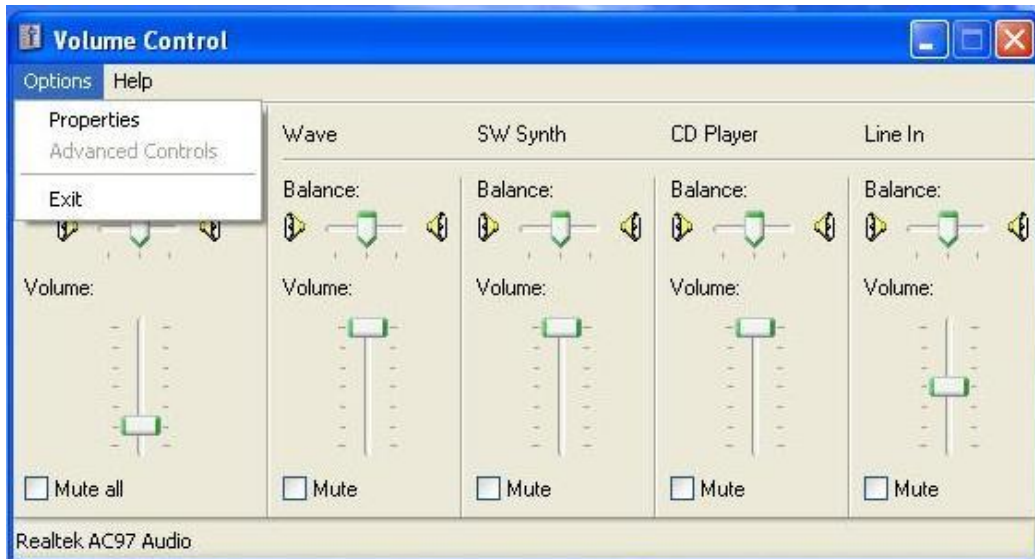 Volume Control
Options Help
Properties
Advanced Controls
Exit
Wave SW Synth CD Player Line In
Balance: Balance: Balance: Balance:
Volume: Volume: Volume: Volume: Volume:
Mute all Mute Mute Mute Mute
Realtek AC97 Audio